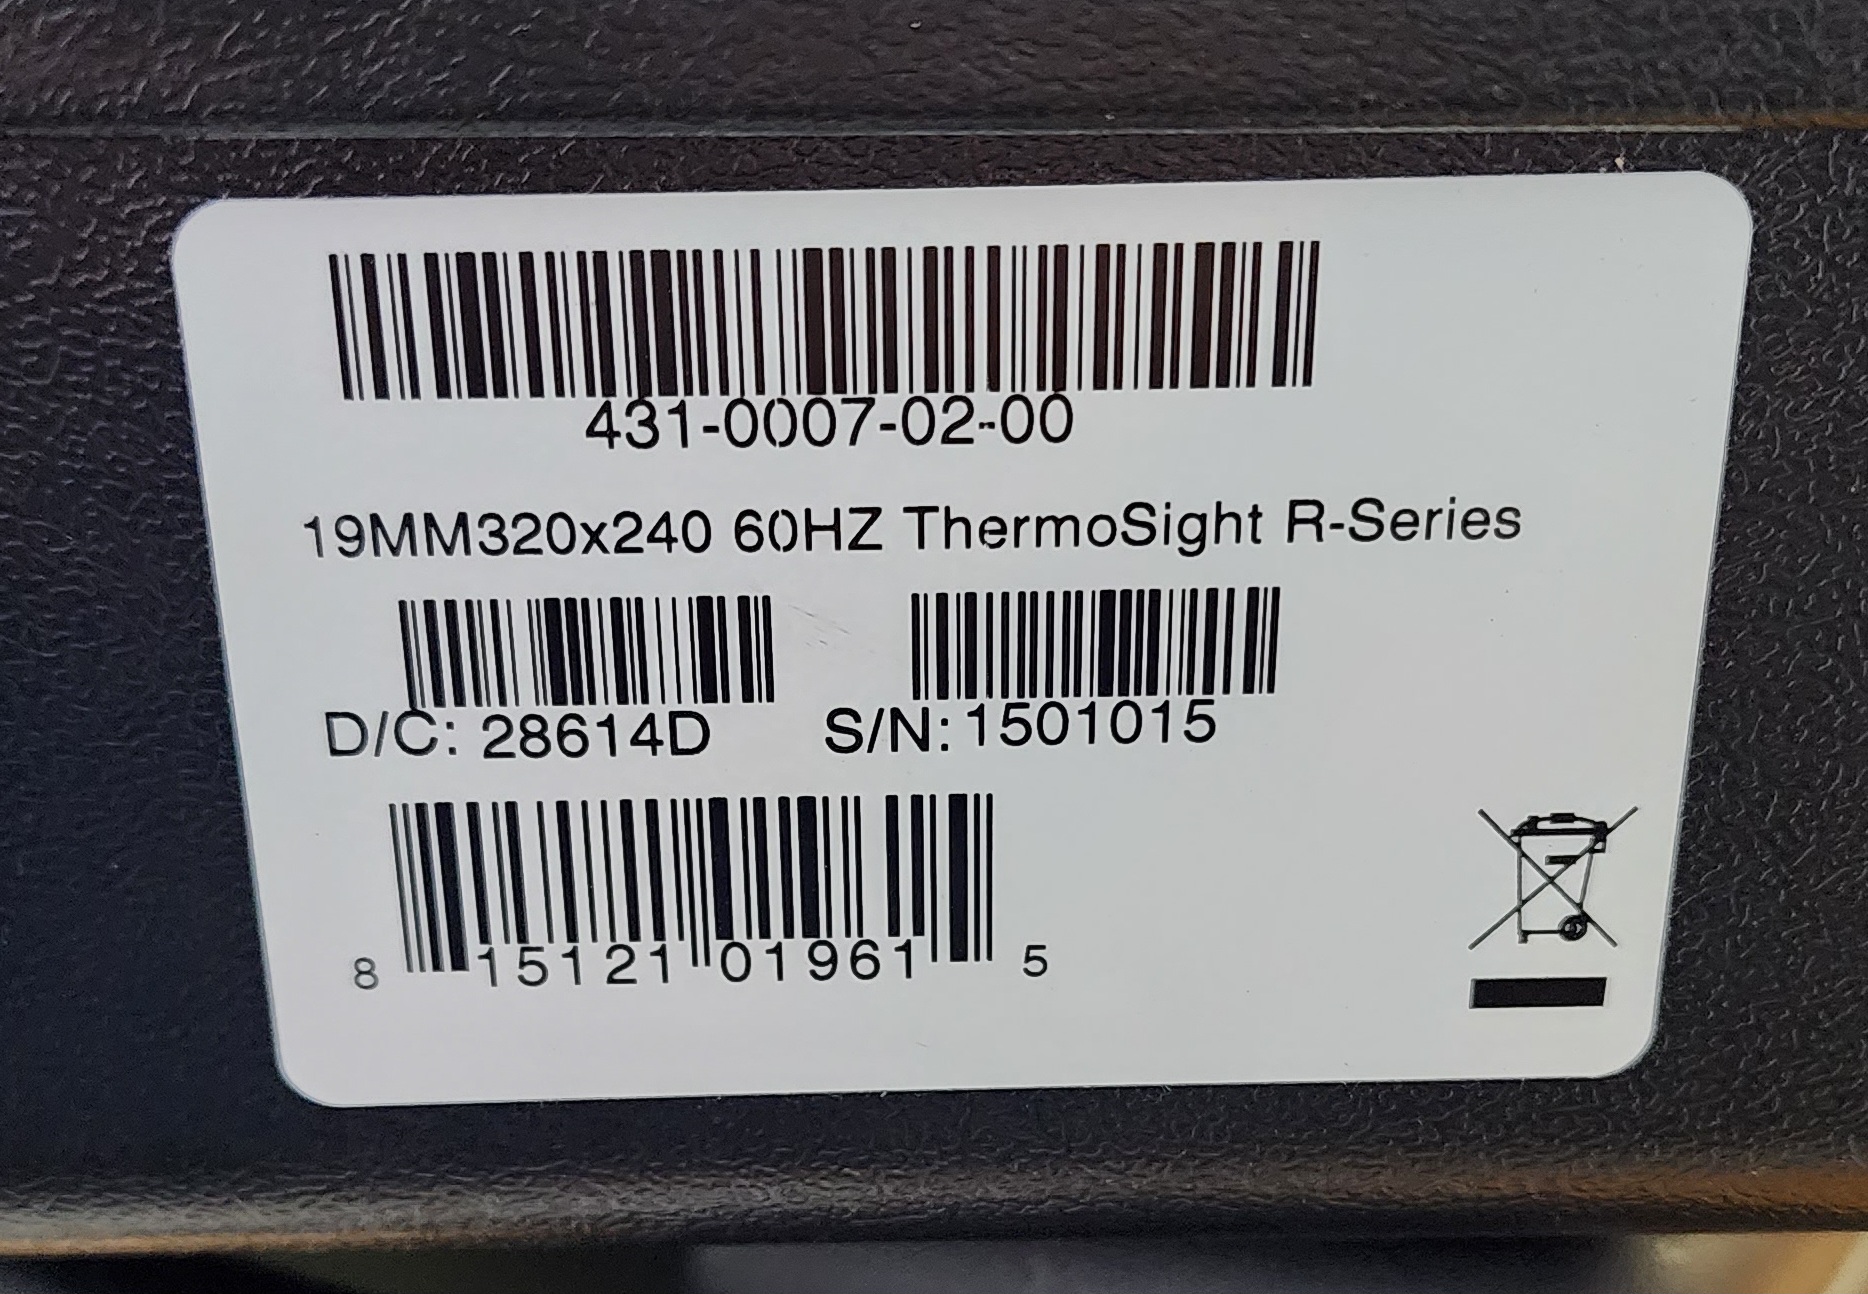 431-0007-02-00
19MM320x240 60HZ ThermoSight R-Series
D/C: 28614D S/N: 1501015
8 15121 01961 5